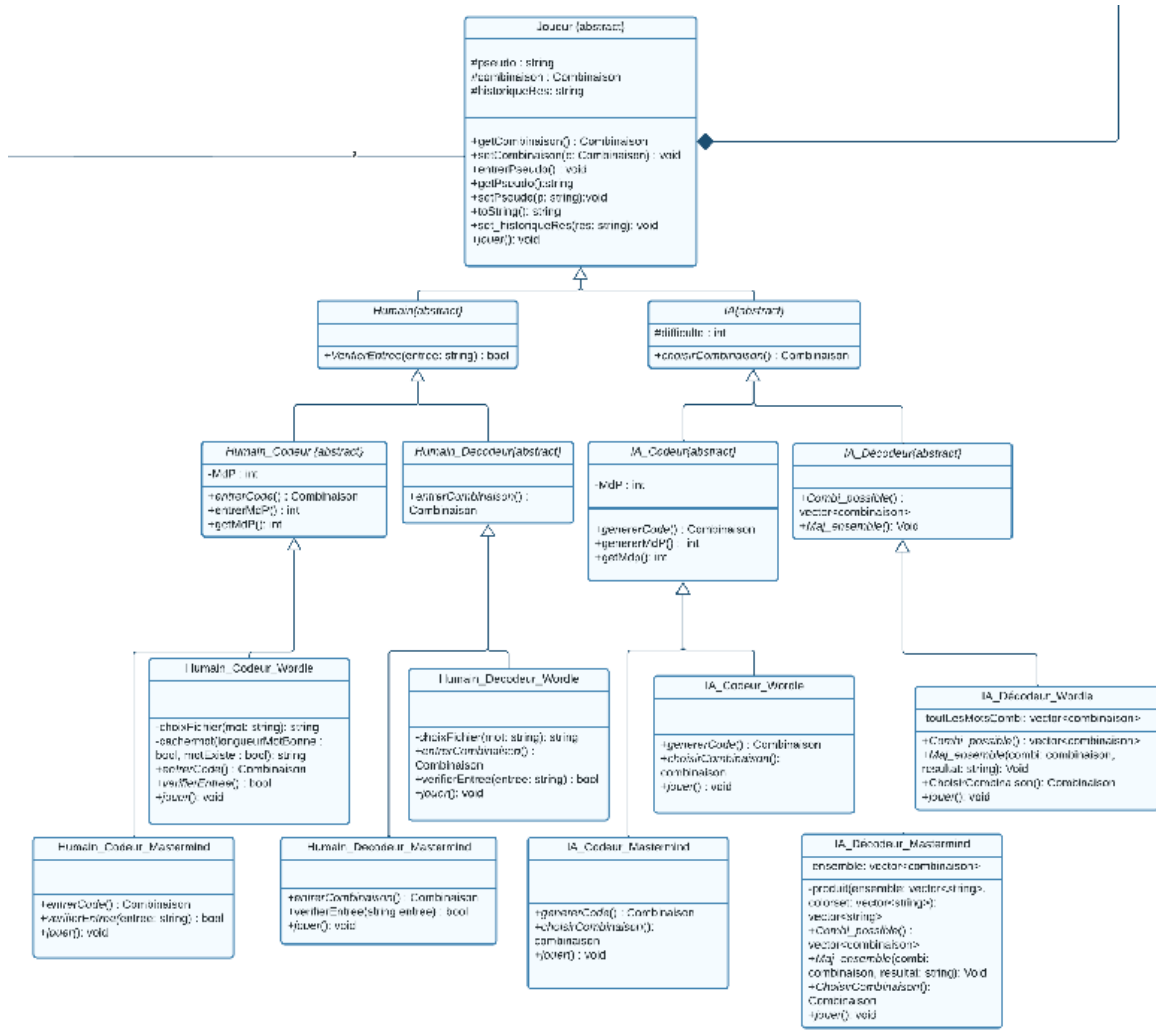 Joueur {abstract}
#pseudo : string
#combinaison : Combinaison
#historiqueRes: string
+getCombinaison() : Combinaison
+setCombinaison(c: Combinaison) : void
+entrerPseudo() : void
+getPseudo():string
+setPseudo(p: string):void
+toString(): string
+set_historiqueRes(res: string): void
+jouer(): void
Humain{abstract}
+VerifierEntree(entree: string) : bool
IA{abstract}
#difficulte : int
+choisirCombinaison() : Combinaison
Humain_Codeur {abstract}
-MdP : int
+entrerCode() : Combinaison
+entrerMdP() : int
+getMdP(): int
Humain_Decodeur{abstract}
+entrerCombinaison() :
Combinaison
IA_Codeur{abstract}
-MdP : int
+genererCode() : Combinaison
+genererMdP() : int
+getMdp(): int
IA_Décodeur{abstract}
+Combi_possible() :
vector<combinaison>
+Maj_ensemble(): Void
Humain_Codeur_Wordle
-choixFichier(mot: string): string
-cachermot(longueurMotBonne :
bool, motExiste : bool): string
+entrerCode() : Combinaison
+verifierEntree() : bool
+jouer(): void
Humain_Decodeur_Wordle
-choixFichier(mot: string): string
+entrerCombinaison() :
Combinaison
+verifierEntree(entree: string) : bool
+jouer(): void
IA_Codeur_Wordle
+genererCode() : Combinaison
+choisirCombinaison():
combinaison
+jouer() : void
IA_Décodeur_Wordle
-toutLesMotsCombi: vector<combinaison>
+Combi_possible() : vector<combinaison>
+Maj_ensemble(combi: combinaison,
resultat: string): Void
+ChoisirCombinaison(): Combinaison
+jouer(): void
Humain_Codeur_Mastermind
+entrerCode() : Combinaison
+verifierEntree(entree: string) : bool
+jouer(): void
Humain_Decodeur_Mastermind
+entrerCombinaison() : Combinaison
+verifierEntree(string entree) : bool
+jouer(): void
IA_Codeur_Mastermind
+genererCode() : Combinaison
+choisirCombinaison():
combinaison
+jouer() : void
IA_Décodeur_Mastermind
-ensemble: vector<combinaison>
-produit(ensemble: vector<string>,
colorset: vector<string>):
vector<string>
+Combi_possible() :
vector<combinaison>
+Maj_ensemble(combi:
combinaison, resultat: string): Void
+ChoisirCombinaison():
Combinaison
+jouer(): void